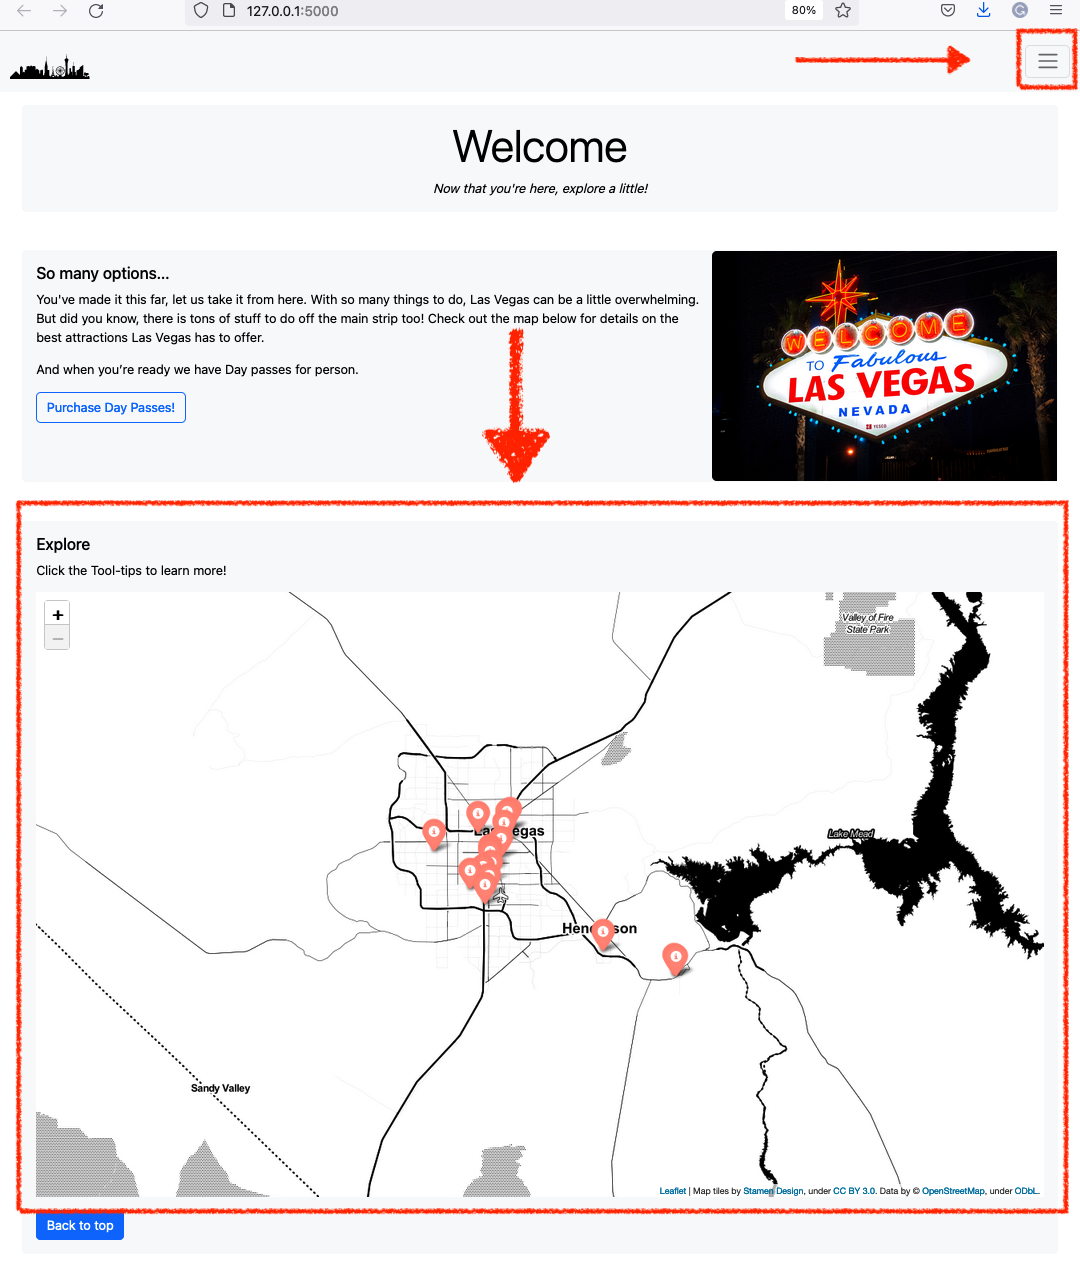 127.0.0.1:5000
80%
Welcome
Now that you're here, explore a little!
So many options...
You've made it this far, let us take it from here. With so many things to do, Las Vegas can be a little overwhelming.
But did you know, there is tons of stuff to do off the main strip too! Check out the map below for details on the
best attractions Las Vegas has to offer.
And when you're ready we have Day passes for person.
Purchase Day Passes!
WELCOME
TO Fabulous
LAS VEGAS
NEVADA
YESCO
Explore
Click the Tool-tips to learn more!
+
−
Valley of Fire
State Park
Lake Mead
Sandy Valley
Leaflet | Map tiles by Stamen Design, under CC BY 3.0. Data by © OpenStreetMap, under ODbL.
Back to top